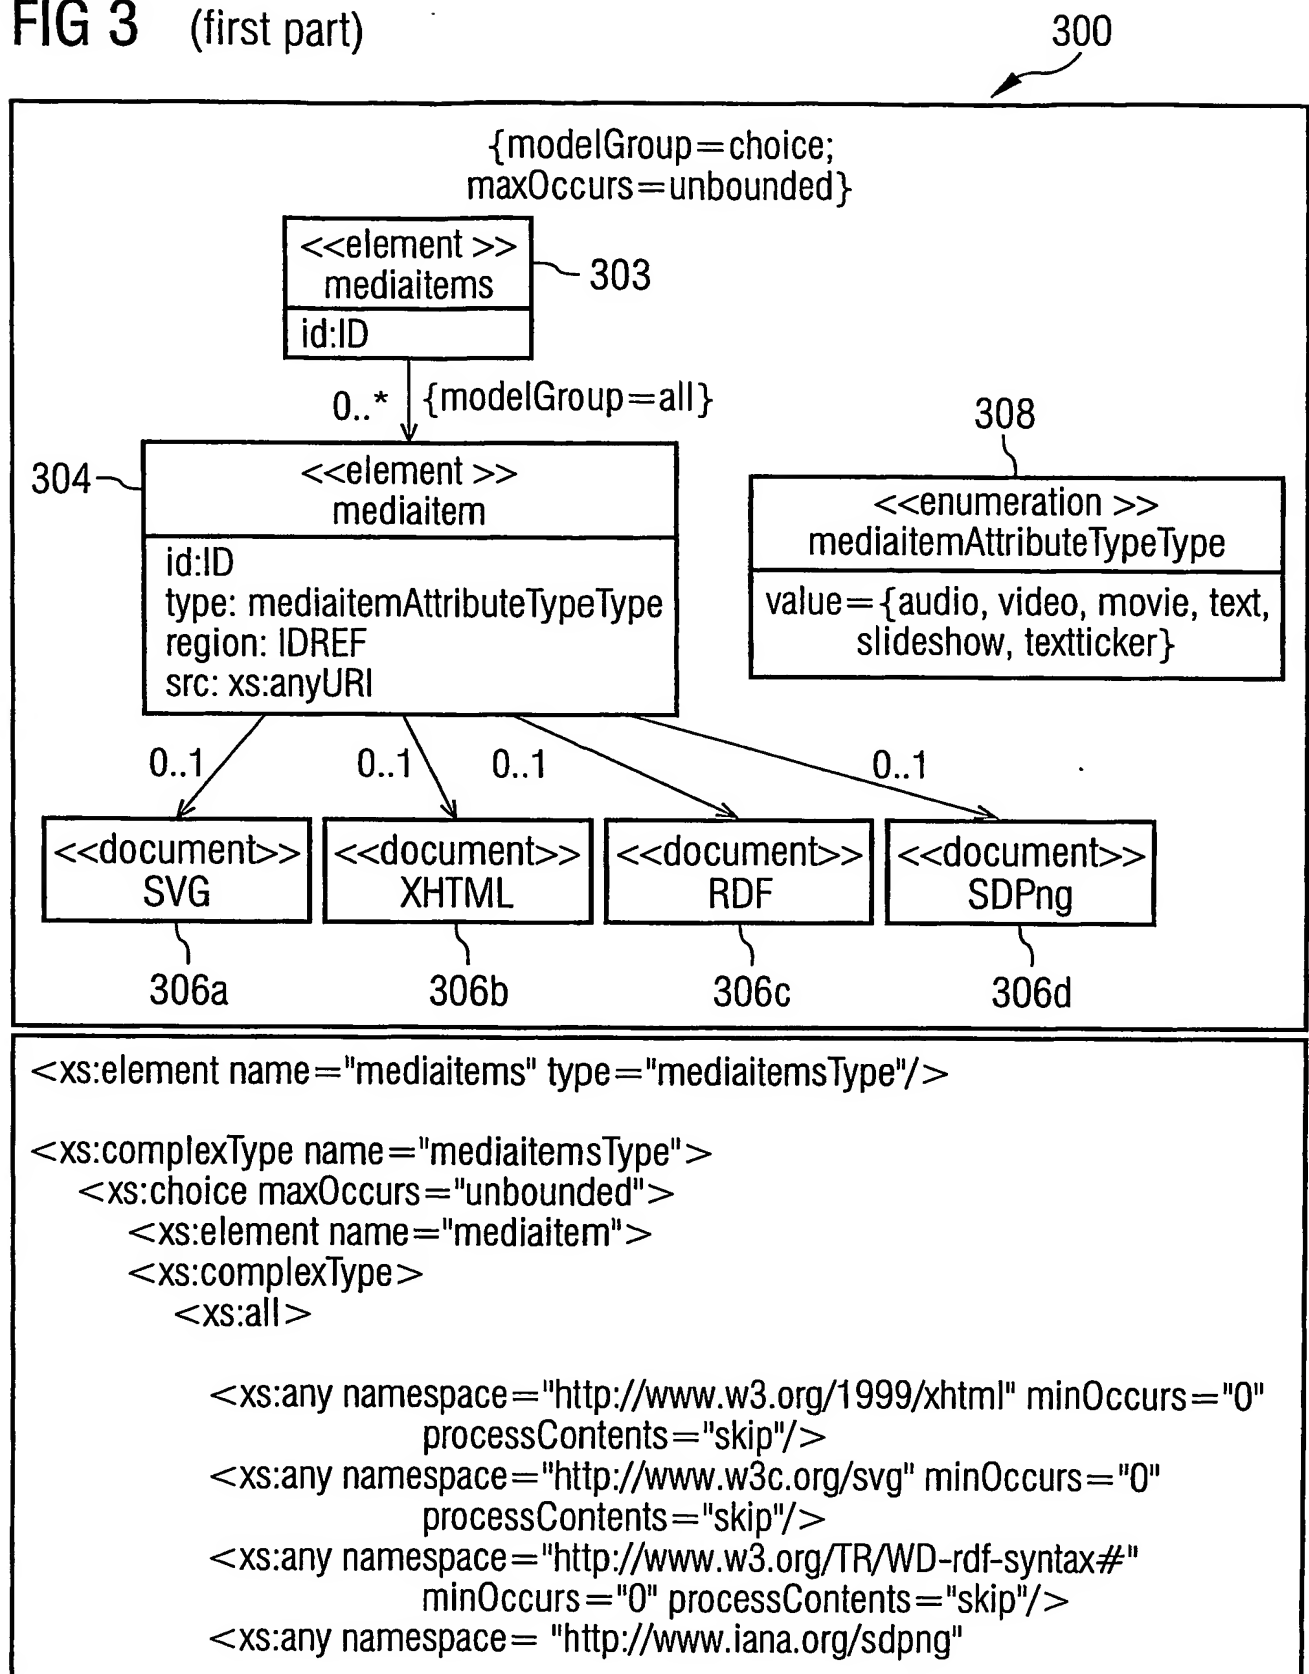 FIG 3 (first part)
300
{modelGroup=choice;
maxOccurs=unbounded}
<<element >>
mediaitems
303
id:ID
0..* {modelGroup=all}
308
304
<<element >>
mediaitem
<<enumeration >>
mediaitemAttributeTypeType
id:ID
type: mediaitemAttributeTypeType
region: IDREF
src: xs:anyURI
value={audio, video, movie, text,
slideshow, textticker}
0..1 0..1 0..1 0..1
<<document>> <<document>> <<document>> <<document>>
SVG XHTML RDF SDPng
306a 306b 306c 306d
<xs:element name="mediaitems" type="mediaitemsType"/>
<xs:complexType name="mediaitemsType">
<xs:choice maxOccurs="unbounded">
<xs:element name="mediaitem">
<xs:complexType>
<xs:all>
<xs:any namespace="http://www.w3.org/1999/xhtml" minOccurs="0"
processContents="skip"/>
<xs:any namespace="http://www.w3c.org/svg" minOccurs="0"
processContents="skip"/>
<xs:any namespace="http://www.w3.org/TR/WD-rdf-syntax#"
minOccurs="0" processContents="skip"/>
<xs:any namespace= "http://www.iana.org/sdpng"